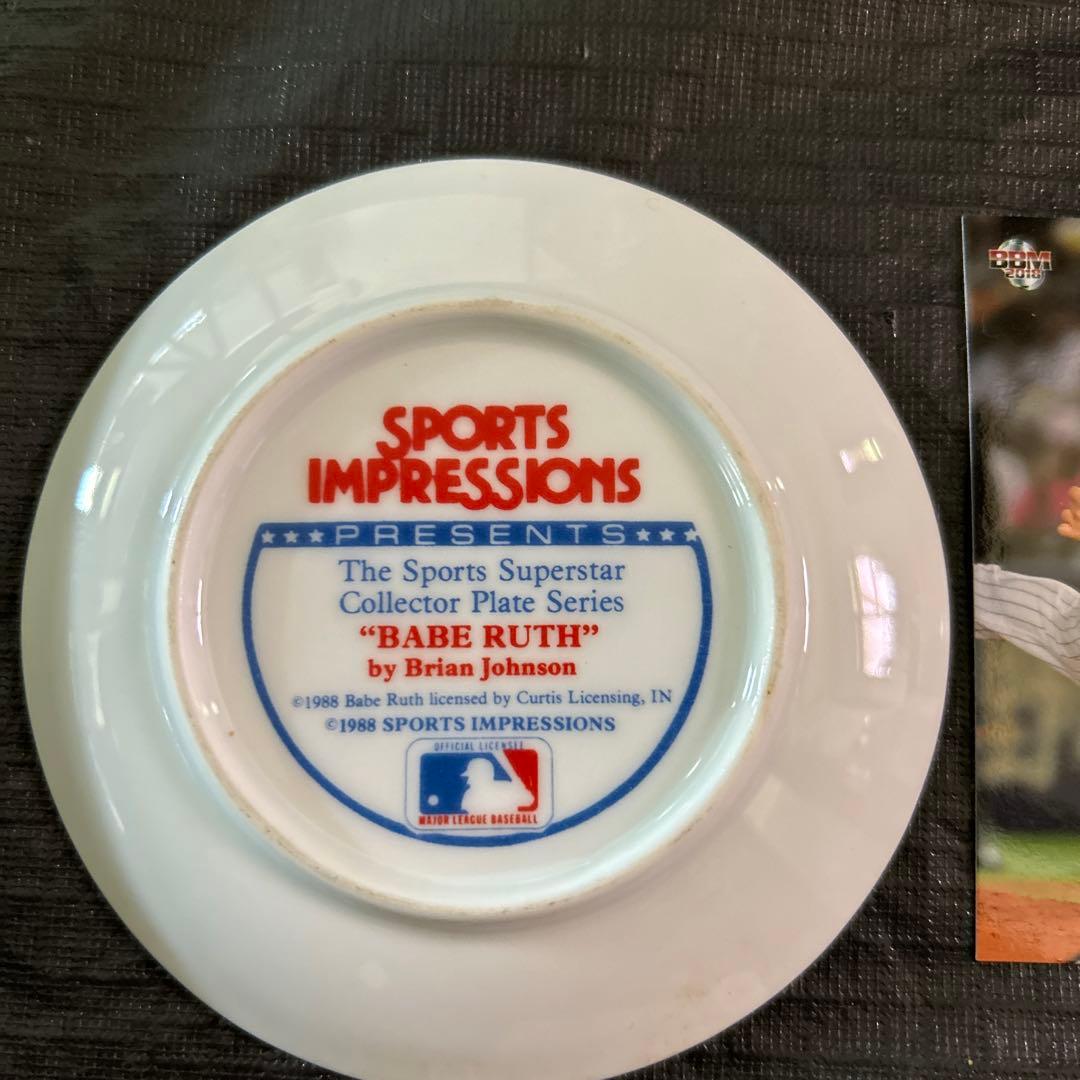 SPORTS
IMPRESSIONS
PRESENTS
The Sports Superstar
Collector Plate Series
"BABE RUTH"
by Brian Johnson
©1988 Babe Ruth licensed by Curtis Licensing, IN
©1988 SPORTS IMPRESSIONS
OFFICIAL LICENSEE
MAJOR LEAGUE BASEBALL
BBM
2018